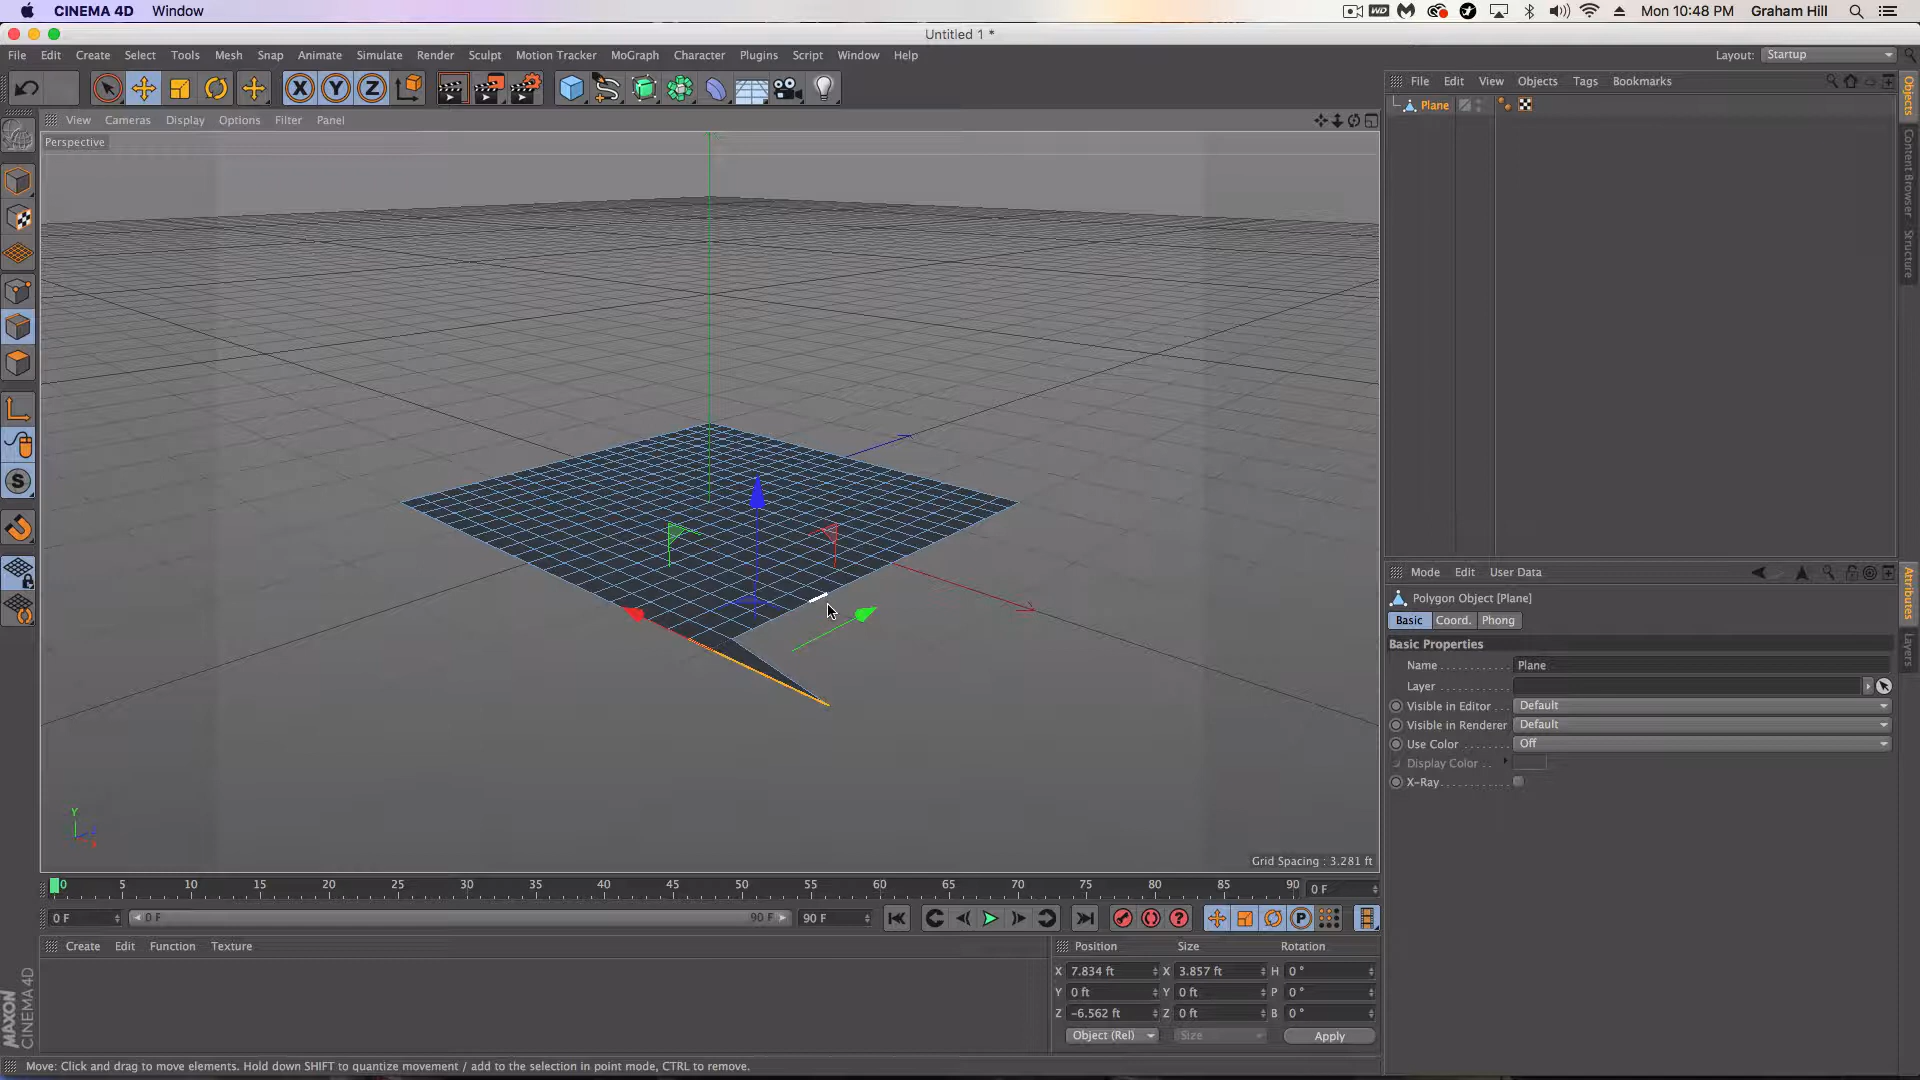 CINEMA 4D Window
Mon 10:48 PM Graham Hill
Untitled 1 *
File Edit Create Select Tools Mesh Snap Animate Simulate Render Sculpt Motion Tracker MoGraph Character Plugins Script Window Help
Layout: Startup
File Edit View Objects Tags Bookmarks
Plane
View Cameras Display Options Filter Panel
Perspective
Y
Grid Spacing : 3.281 ft
Objects
Content Browser
Structure
Mode Edit User Data
Polygon Object [Plane]
Basic Coord. Phong
Basic Properties
Name Plane
Layer
Visible in Editor Default
Visible in Renderer Default
Use Color Off
Display Color
X-Ray
Attributes
Layers
0 5 10 15 20 25 30 35 40 45 50 55 60 65 70 75 80 85 90 0 F
0 F 0 F 90 F 90 F
Create Edit Function Texture
Position Size Rotation
X 7.834 ft X 3.857 ft H 0 °
Y 0 ft Y 0 ft P 0 °
Z -6.562 ft Z 0 ft B 0 °
Object (Rel) Size Apply
MAXON
CINEMA 4D
Move: Click and drag to move elements. Hold down SHIFT to quantize movement / add to the selection in point mode, CTRL to remove.